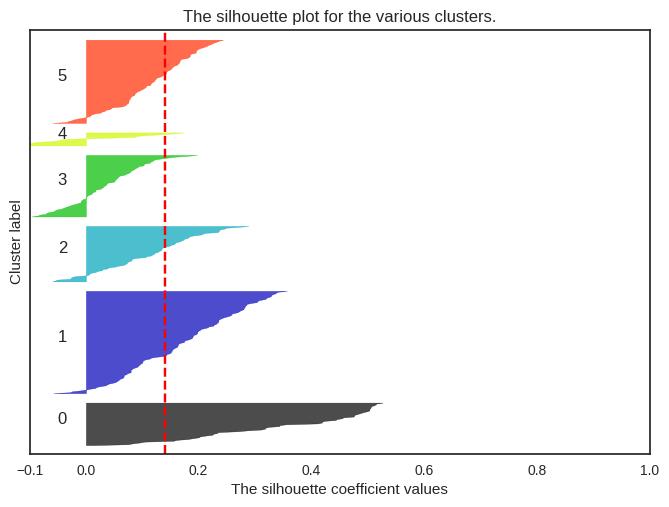 The silhouette plot for the various clusters.
5
4
3
2
1
0
Cluster label
−0.1 0.0 0.2 0.4 0.6 0.8 1.0
The silhouette coefficient values